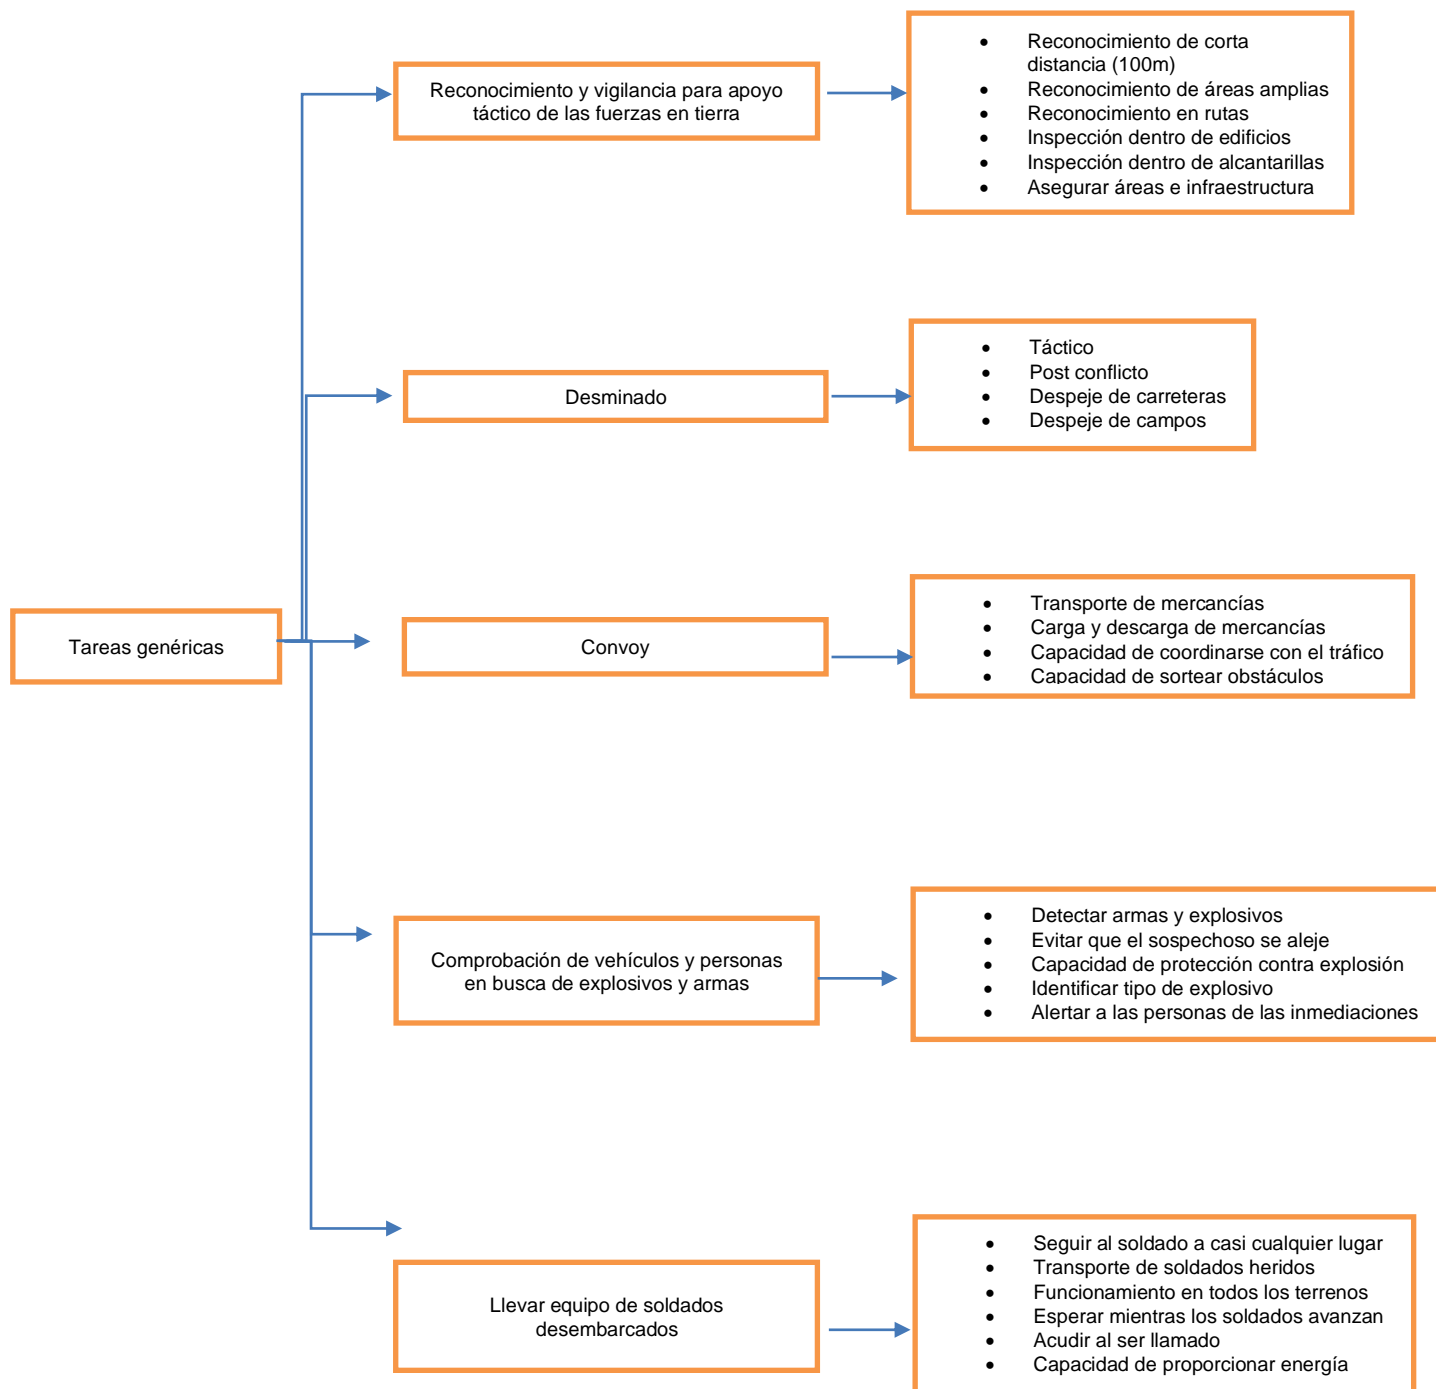 Reconocimiento y vigilancia para apoyo
táctico de las fuerzas en tierra
• Reconocimiento de corta
distancia (100m)
• Reconocimiento de áreas amplias
• Reconocimiento en rutas
• Inspección dentro de edificios
• Inspección dentro de alcantarillas
• Asegurar áreas e infraestructura
Desminado
• Táctico
• Post conflicto
• Despeje de carreteras
• Despeje de campos
Tareas genéricas
Convoy
• Transporte de mercancías
• Carga y descarga de mercancías
• Capacidad de coordinarse con el tráfico
• Capacidad de sortear obstáculos
Comprobación de vehículos y personas
en busca de explosivos y armas
• Detectar armas y explosivos
• Evitar que el sospechoso se aleje
• Capacidad de protección contra explosión
• Identificar tipo de explosivo
• Alertar a las personas de las inmediaciones
Llevar equipo de soldados
desembarcados
• Seguir al soldado a casi cualquier lugar
• Transporte de soldados heridos
• Funcionamiento en todos los terrenos
• Esperar mientras los soldados avanzan
• Acudir al ser llamado
• Capacidad de proporcionar energía